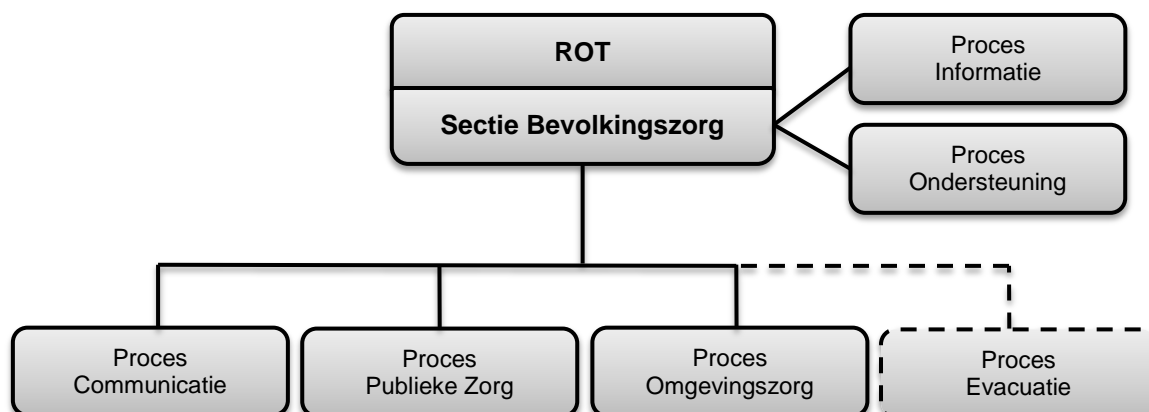 ROT
Sectie Bevolkingszorg
Proces
Informatie
Proces
Ondersteuning
Proces
Communicatie
Proces
Publieke Zorg
Proces
Omgevingszorg
Proces
Evacuatie